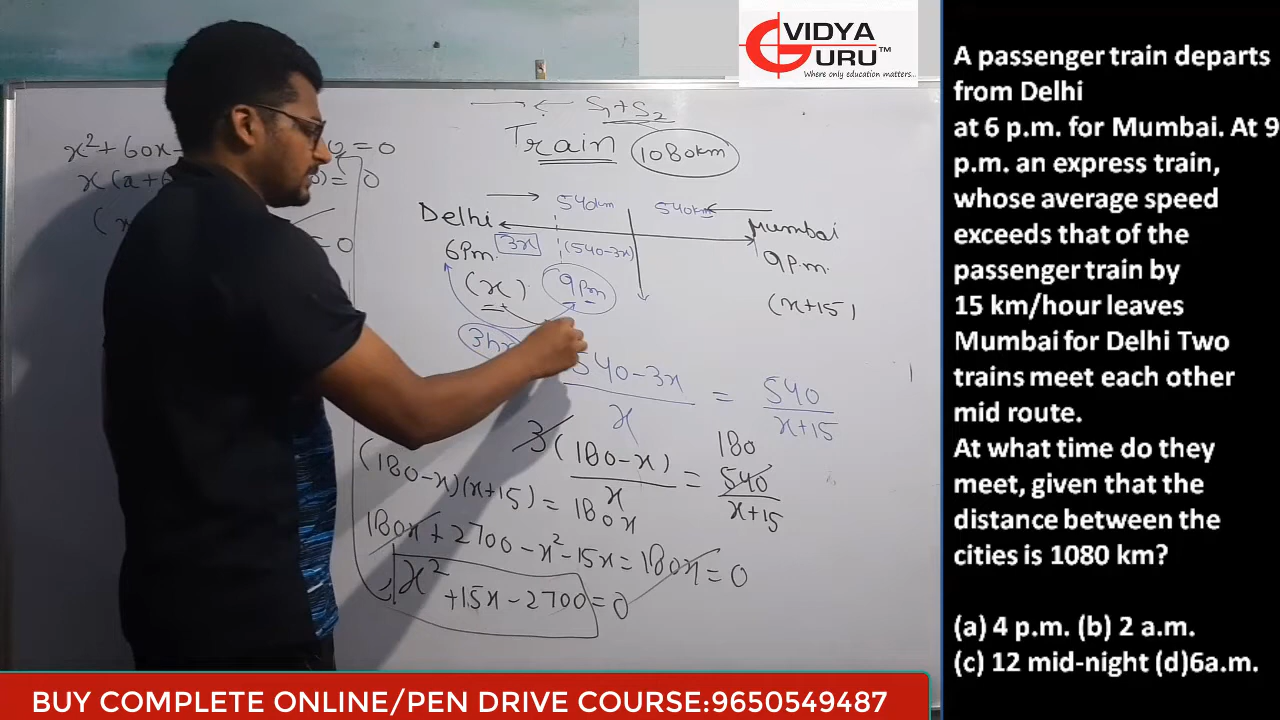 VIDYA
GURU™
Where only education matters...
S₁+S₂
Train 1080km
540km 540km
Delhi Mumbai
6Pm. 3x (540-3x) 9p.m.
(x) 9pm (x+15)
3hr
540-3x / x = 540 / x+15
3(180-x) / x = 540 / x+15
180
(180-x)(x+15) = 180x
180x+2700-x²-15x=180x=0
x²+15x-2700=0
x²+60x
=0
x(
=0
=0
A passenger train departs
from Delhi
at 6 p.m. for Mumbai. At 9
p.m. an express train,
whose average speed
exceeds that of the
passenger train by
15 km/hour leaves
Mumbai for Delhi Two
trains meet each other
mid route.
At what time do they
meet, given that the
distance between the
cities is 1080 km?
(a) 4 p.m. (b) 2 a.m.
(c) 12 mid-night (d)6a.m.
BUY COMPLETE ONLINE/PEN DRIVE COURSE:9650549487